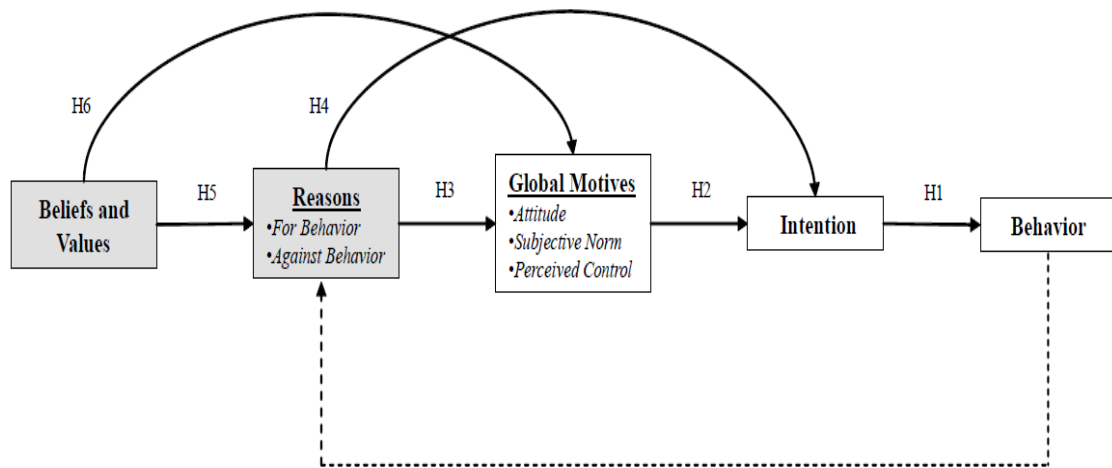 H6
H4
H5
H3
H2
H1
Beliefs and
Values
Reasons
•For Behavior
•Against Behavior
Global Motives
•Attitude
•Subjective Norm
•Perceived Control
Intention
Behavior